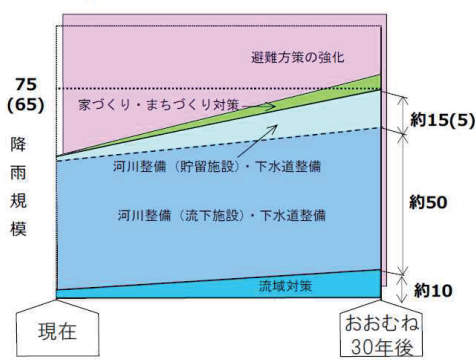 避難方策の強化
75
(65)
家づくり・まちづくり対策
約15(5)
降雨規模
河川整備（貯留施設）・下水道整備
河川整備（流下施設）・下水道整備
約50
流域対策
約10
現在
おおむね
30年後